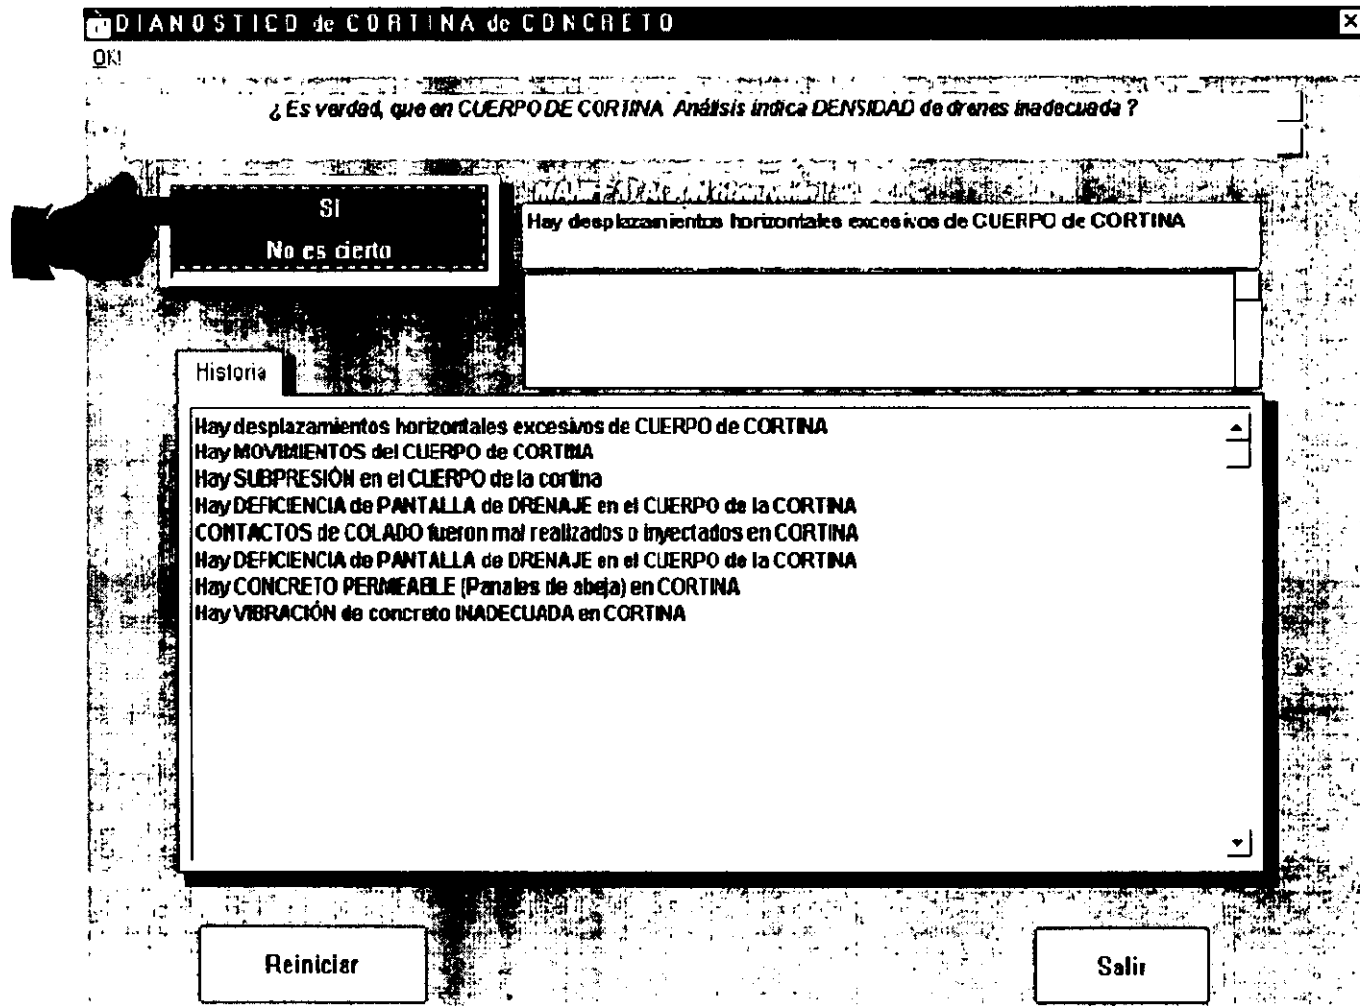 DIANOSTICO de CORTINA de CONCRETO
OK!
¿ Es verdad, que en CUERPO DE CORTINA Análisis indica DENSIDAD de drenes inadecuada ?
SI
No es cierto
Hay desplazamientos horizontales excesivos de CUERPO de CORTINA
Historia
Hay desplazamientos horizontales excesivos de CUERPO de CORTINA
Hay MOVIMIENTOS del CUERPO de CORTINA
Hay SUBPRESIÓN en el CUERPO de la cortina
Hay DEFICIENCIA de PANTALLA de DRENAJE en el CUERPO de la CORTINA
CONTACTOS de COLADO fueron mal realizados o inyectados en CORTINA
Hay DEFICIENCIA de PANTALLA de DRENAJE en el CUERPO de la CORTINA
Hay CONCRETO PERMEABLE (Panales de abeja) en CORTINA
Hay VIBRACIÓN de concreto INADECUADA en CORTINA
Reiniciar
Salir